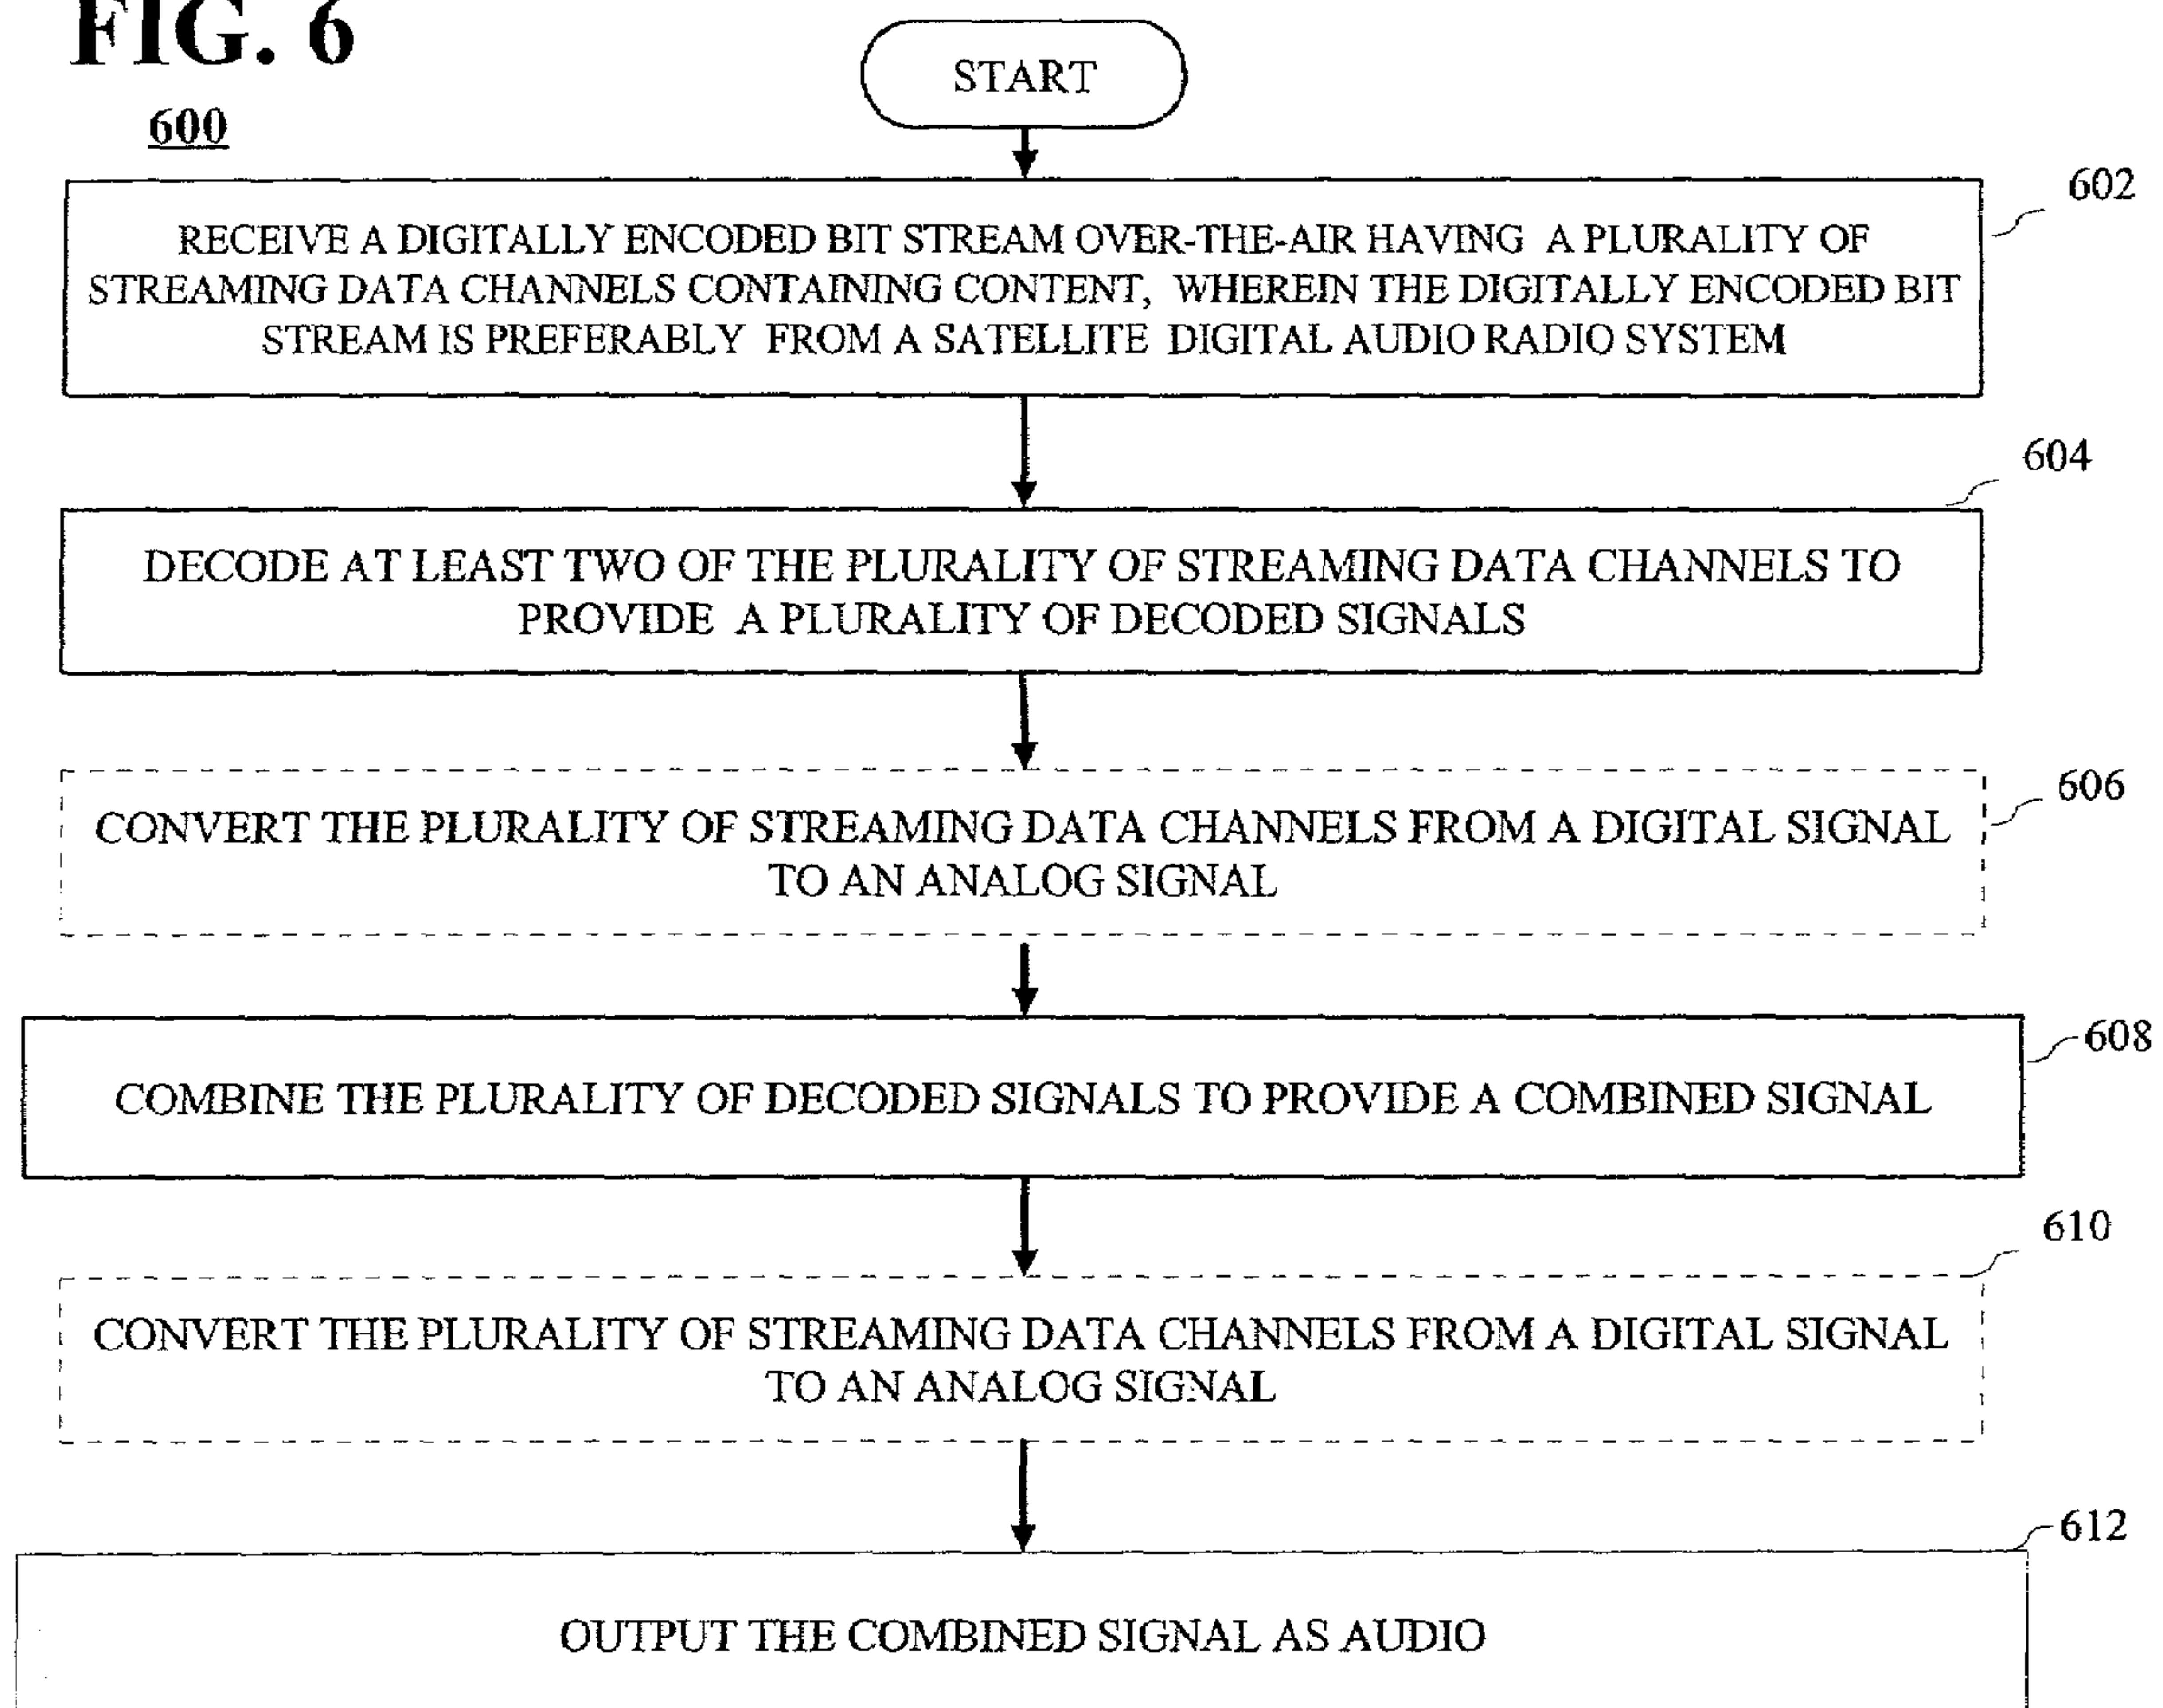 FIG. 6
600
START
602
RECEIVE A DIGITALLY ENCODED BIT STREAM OVER-THE-AIR HAVING A PLURALITY OF
STREAMING DATA CHANNELS CONTAINING CONTENT, WHEREIN THE DIGITALLY ENCODED BIT
STREAM IS PREFERABLY FROM A SATELLITE DIGITAL AUDIO RADIO SYSTEM
604
DECODE AT LEAST TWO OF THE PLURALITY OF STREAMING DATA CHANNELS TO
PROVIDE A PLURALITY OF DECODED SIGNALS
606
CONVERT THE PLURALITY OF STREAMING DATA CHANNELS FROM A DIGITAL SIGNAL
TO AN ANALOG SIGNAL
608
COMBINE THE PLURALITY OF DECODED SIGNALS TO PROVIDE A COMBINED SIGNAL
610
CONVERT THE PLURALITY OF STREAMING DATA CHANNELS FROM A DIGITAL SIGNAL
TO AN ANALOG SIGNAL
612
OUTPUT THE COMBINED SIGNAL AS AUDIO